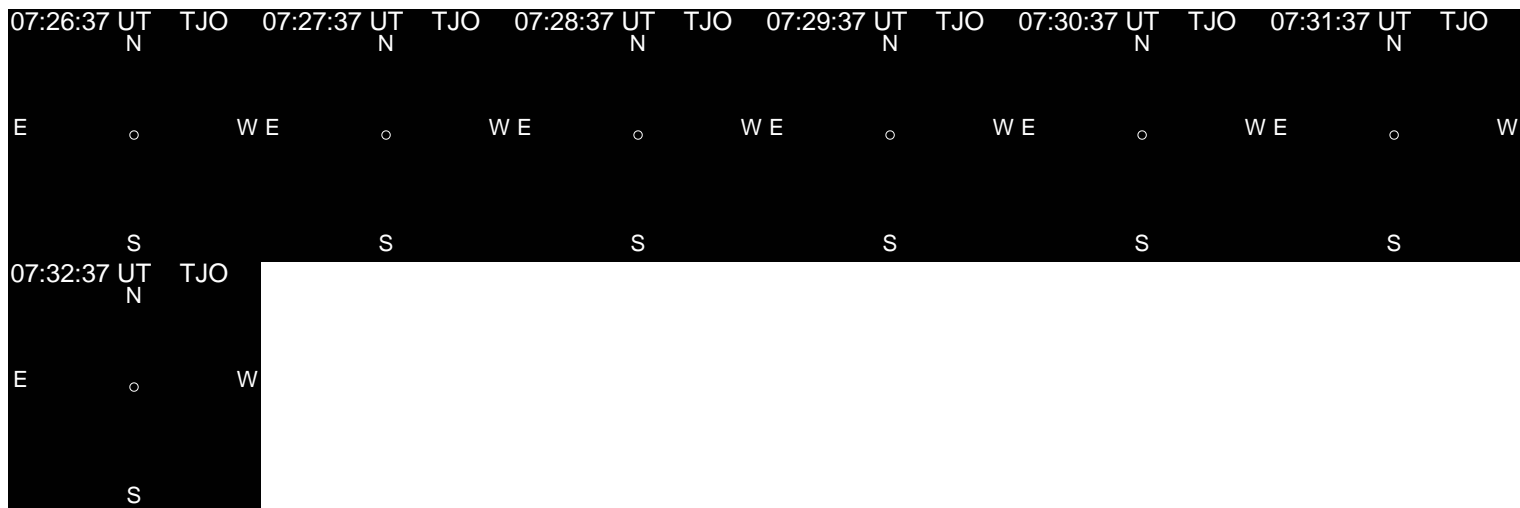 07:26:37 UT TJO 07:27:37 UT TJO 07:28:37 UT TJO 07:29:37 UT TJO 07:30:37 UT TJO 07:31:37 UT TJO
N N N N N N
E W E W E W E W E W E W
S S S S S S
07:32:37 UT TJO
N
E W
S